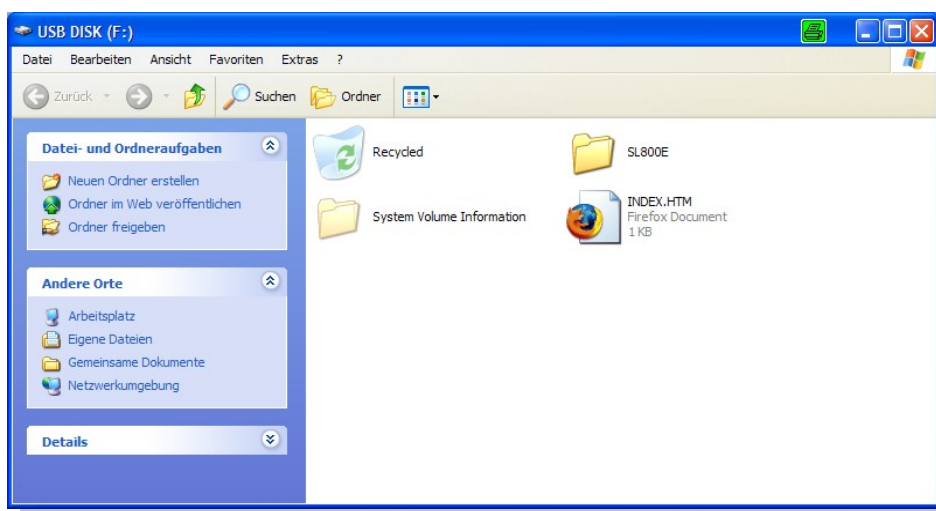 USB DISK (F:)
Datei Bearbeiten Ansicht Favoriten Extras ?
Zurück Suchen Ordner
Datei- und Ordneraufgaben
Neuen Ordner erstellen
Ordner im Web veröffentlichen
Ordner freigeben
Andere Orte
Arbeitsplatz
Eigene Dateien
Gemeinsame Dokumente
Netzwerkumgebung
Details
Recycled
SL800E
System Volume Information
INDEX.HTM
Firefox Document
1 KB